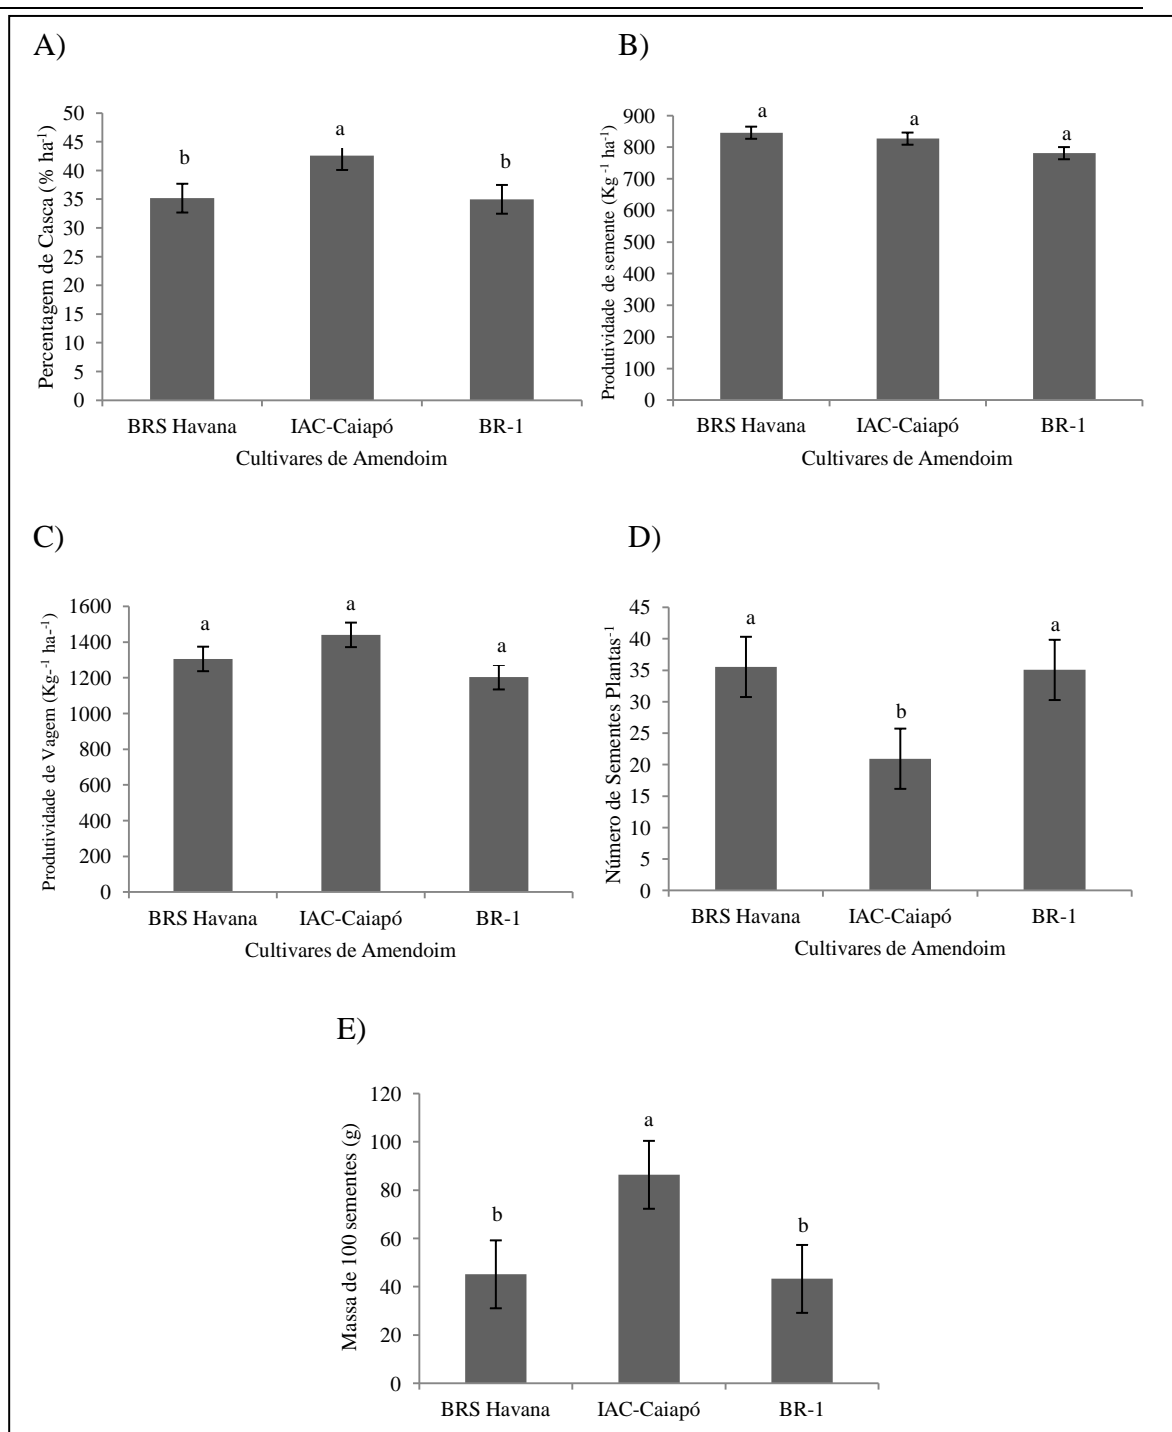 A)
Percentagem de Casca (% ha-1)
50
45
40
35
30
25
20
15
10
5
0
b
a
b
BRS Havana IAC-Caiapó BR-1
Cultivares de Amendoim
B)
Produtividade de semente (Kg-1 ha-1)
900
800
700
600
500
400
300
200
100
0
a
a
a
BRS Havana IAC-Caiapó BR-1
Cultivares de Amendoim
C)
Produtividade de Vagem (Kg-1 ha-1)
1600
1400
1200
1000
800
600
400
200
0
a
a
a
BRS Havana IAC-Caiapó BR-1
Cultivares de Amendoim
D)
Número de Sementes Plantas-1
45
40
35
30
25
20
15
10
5
0
a
b
a
BRS Havana IAC-Caiapó BR-1
Cultivares de Amendoim
E)
Massa de 100 sementes (g)
120
100
80
60
40
20
0
b
a
b
BRS Havana IAC-Caiapó BR-1